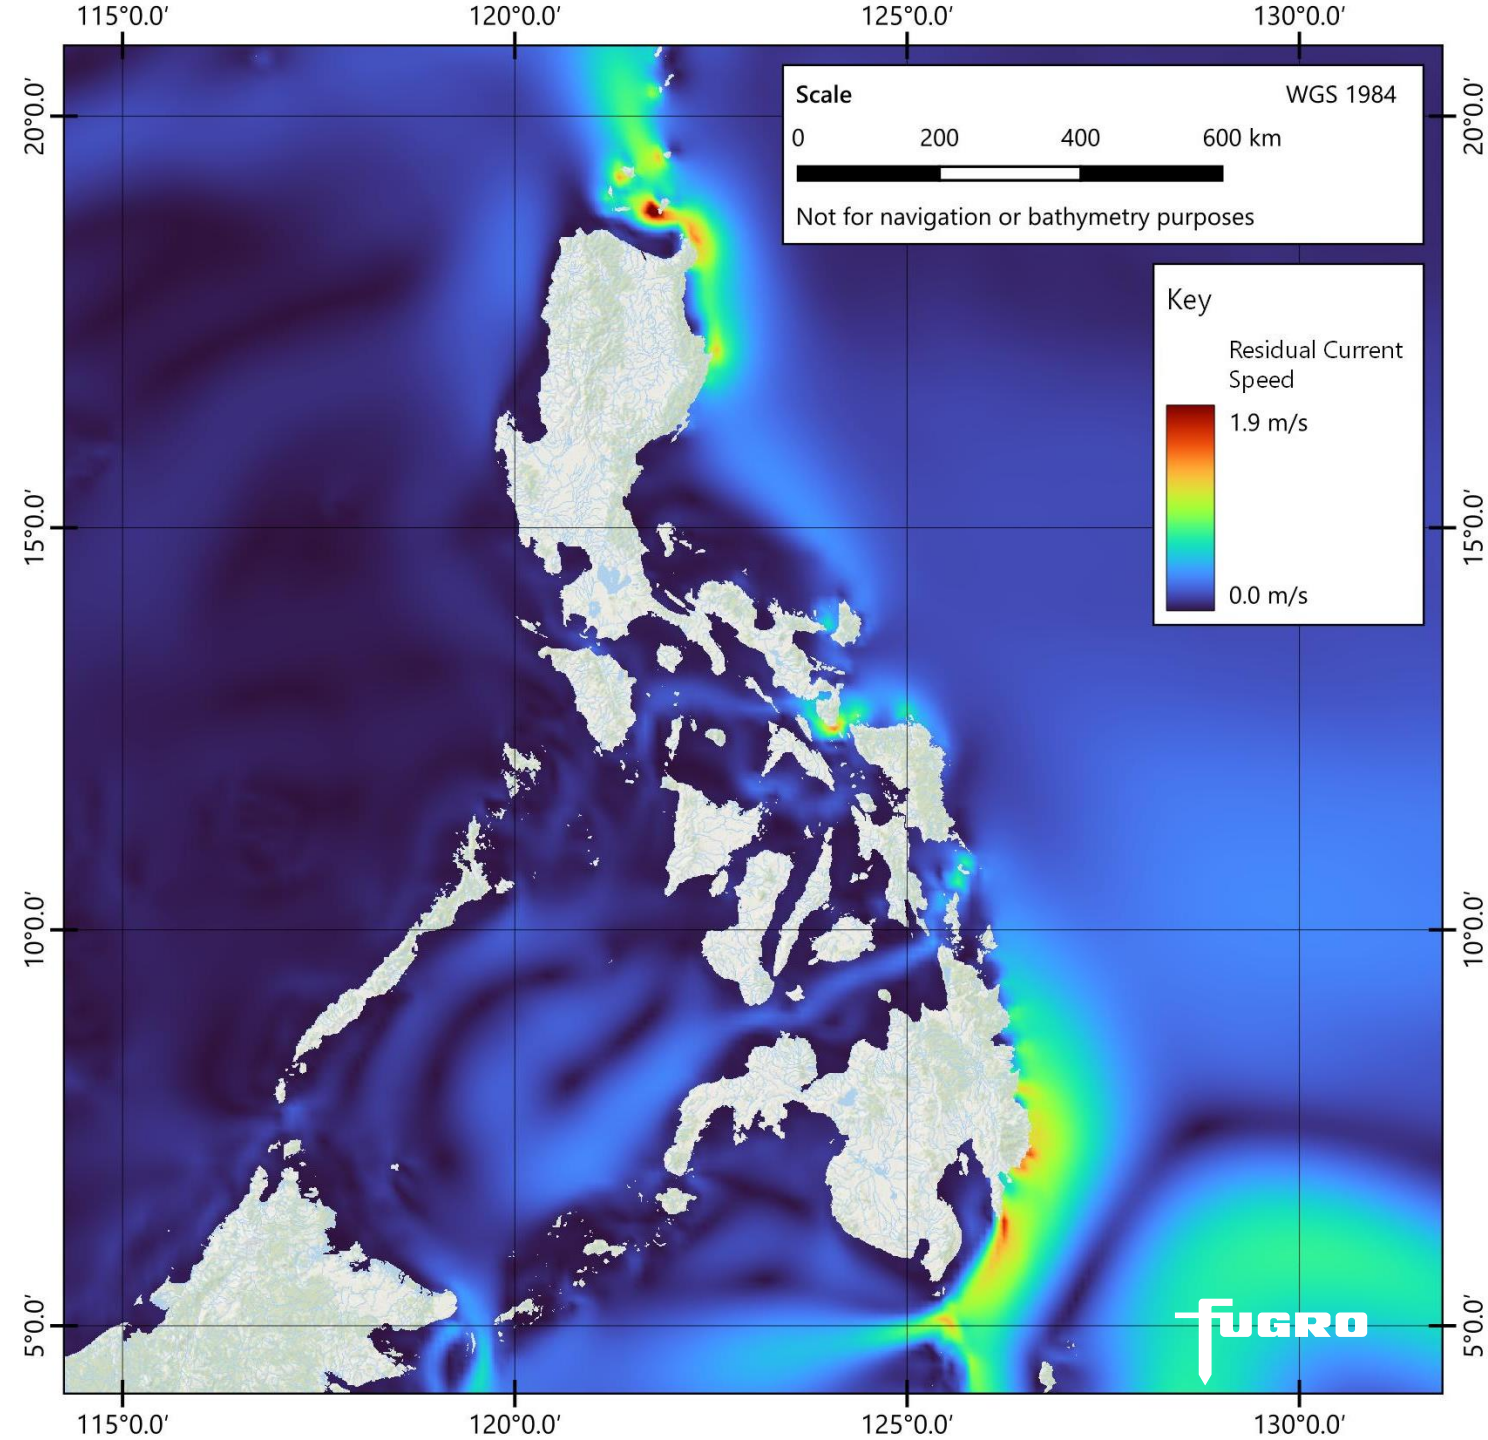 115°0.0′ 120°0.0′ 125°0.0′ 130°0.0′
20°0.0′
15°0.0′
10°0.0′
5°0.0′
Scale WGS 1984
0 200 400 600 km
Not for navigation or bathymetry purposes
Key
Residual Current
Speed
1.9 m/s
0.0 m/s
20°0.0′
15°0.0′
10°0.0′
5°0.0′
FUGRO
115°0.0′ 120°0.0′ 125°0.0′ 130°0.0′